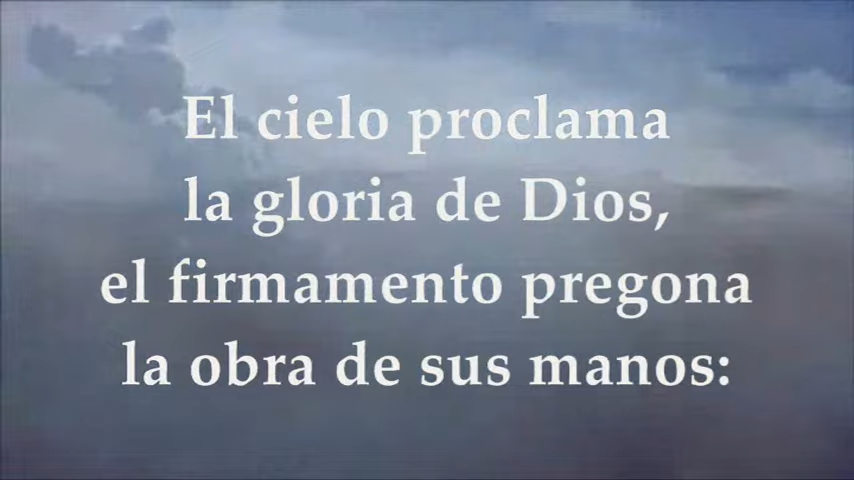 El cielo proclama
la gloria de Dios,
el firmamento pregona
la obra de sus manos: